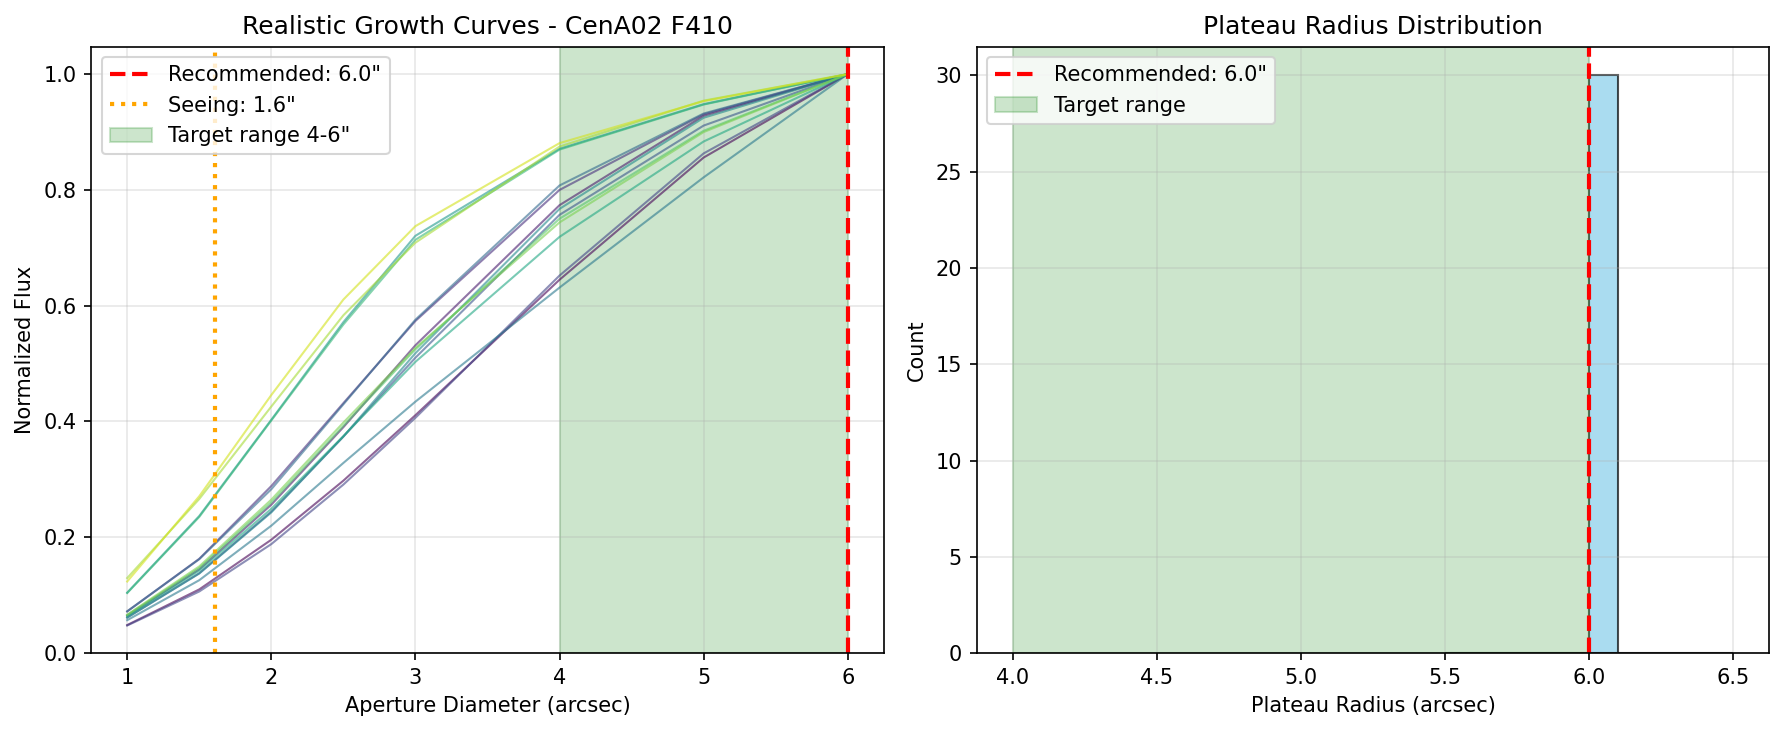 Realistic Growth Curves - CenA02 F410
Recommended: 6.0"
Seeing: 1.6"
Target range 4-6"
Normalized Flux
1.0
0.8
0.6
0.4
0.2
0.0
1 2 3 4 5 6
Aperture Diameter (arcsec)
Plateau Radius Distribution
Recommended: 6.0"
Target range
Count
30
25
20
15
10
5
0
4.0 4.5 5.0 5.5 6.0 6.5
Plateau Radius (arcsec)